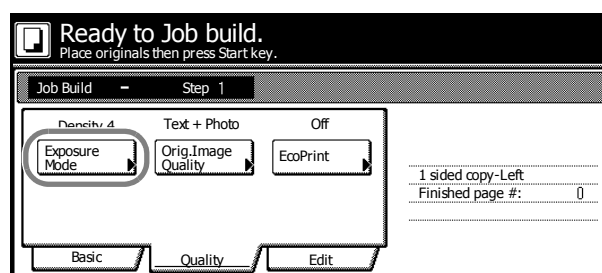 Ready to Job build.
Place originals then press Start key.
Job Build - Step 1
Density 4 Text + Photo Off
Exposure Mode
Orig.Image Quality
EcoPrint
1 sided copy-Left
Finished page #: 0
Basic Quality Edit